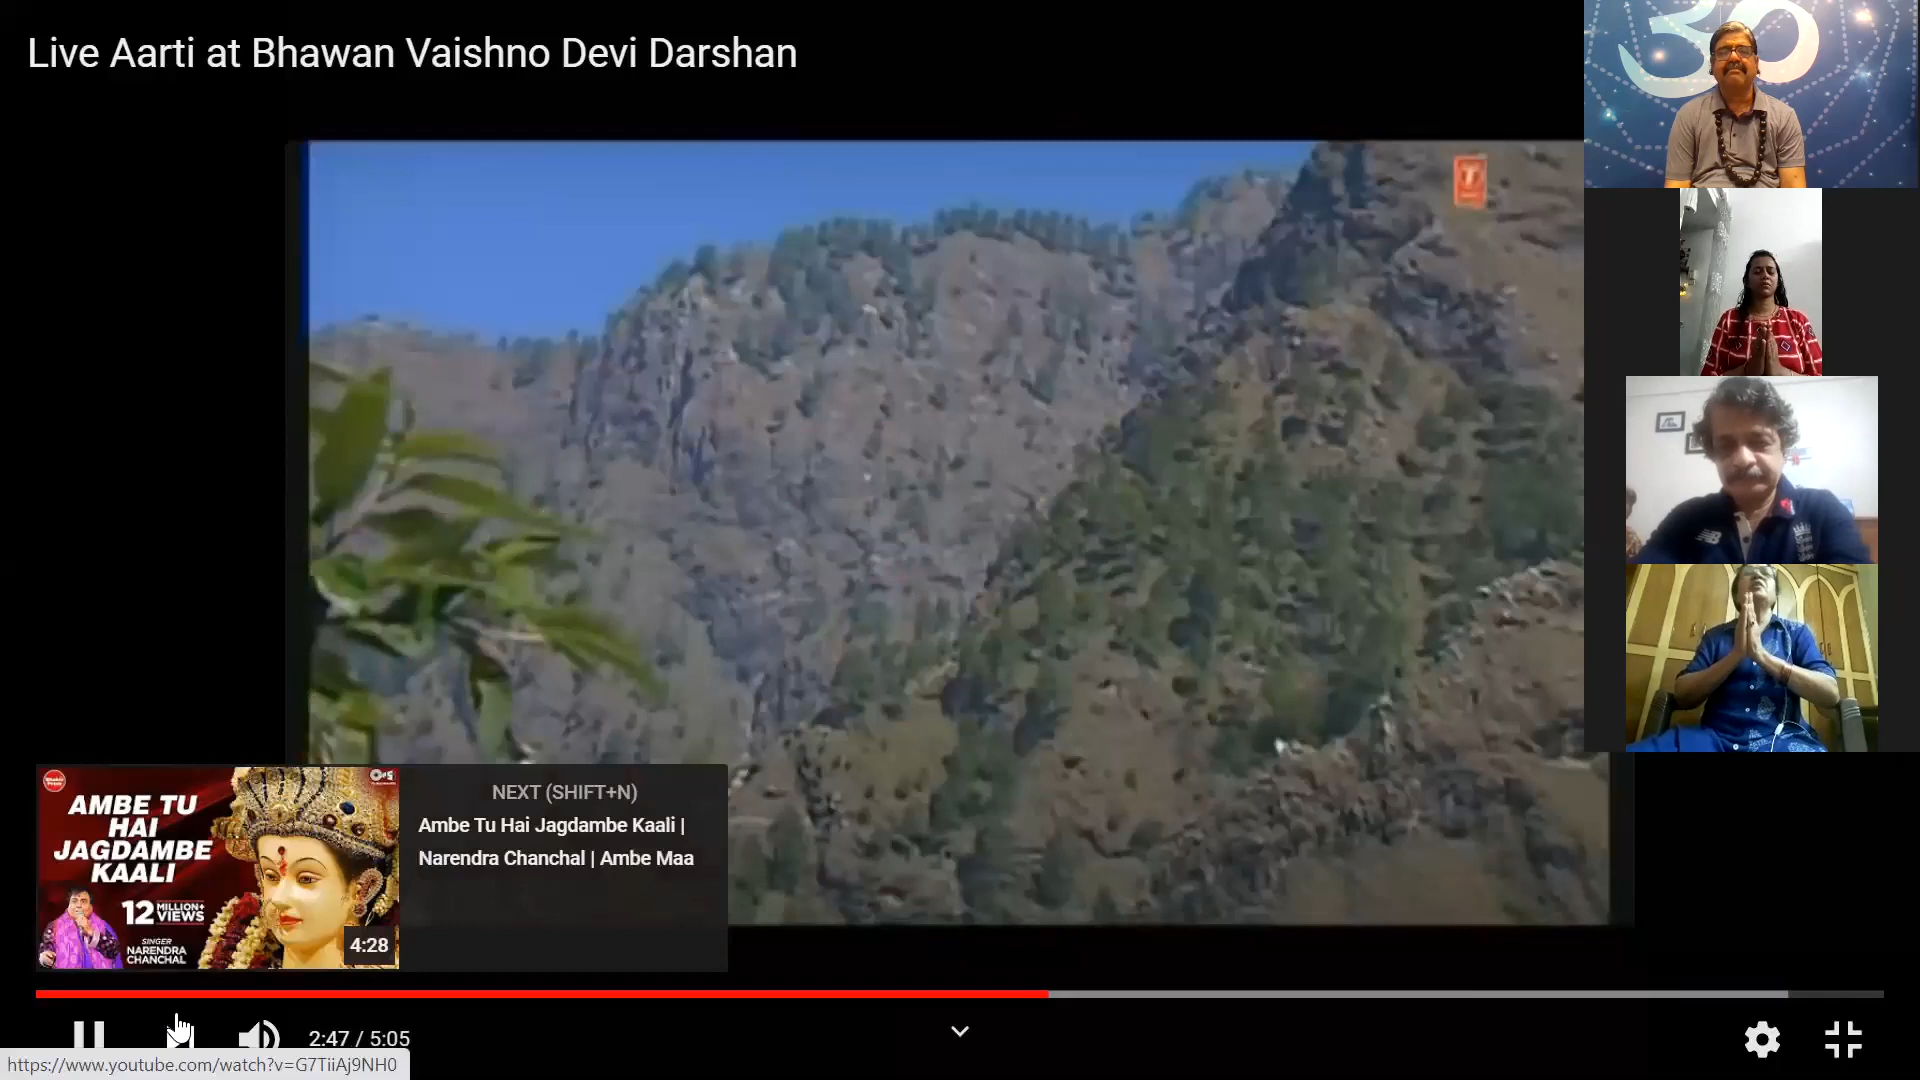 Live Aarti at Bhawan Vaishno Devi Darshan
T
AMBE TU
HAI
JAGDAMBE
KAALI
12 MILLION+
VIEWS
SINGER
NARENDRA
CHANCHAL
4:28
NEXT (SHIFT+N)
Ambe Tu Hai Jagdambe Kaali |
Narendra Chanchal | Ambe Maa
2:47 / 5:05
https://www.youtube.com/watch?v=G7TiiAj9NH0